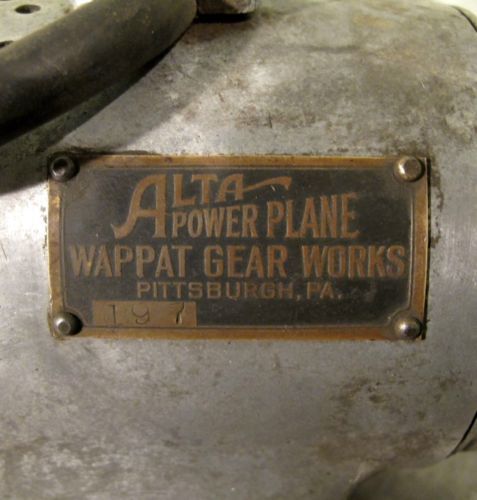 ALTA
POWER PLANE
WAPPAT GEAR WORKS
PITTSBURGH, PA.
197